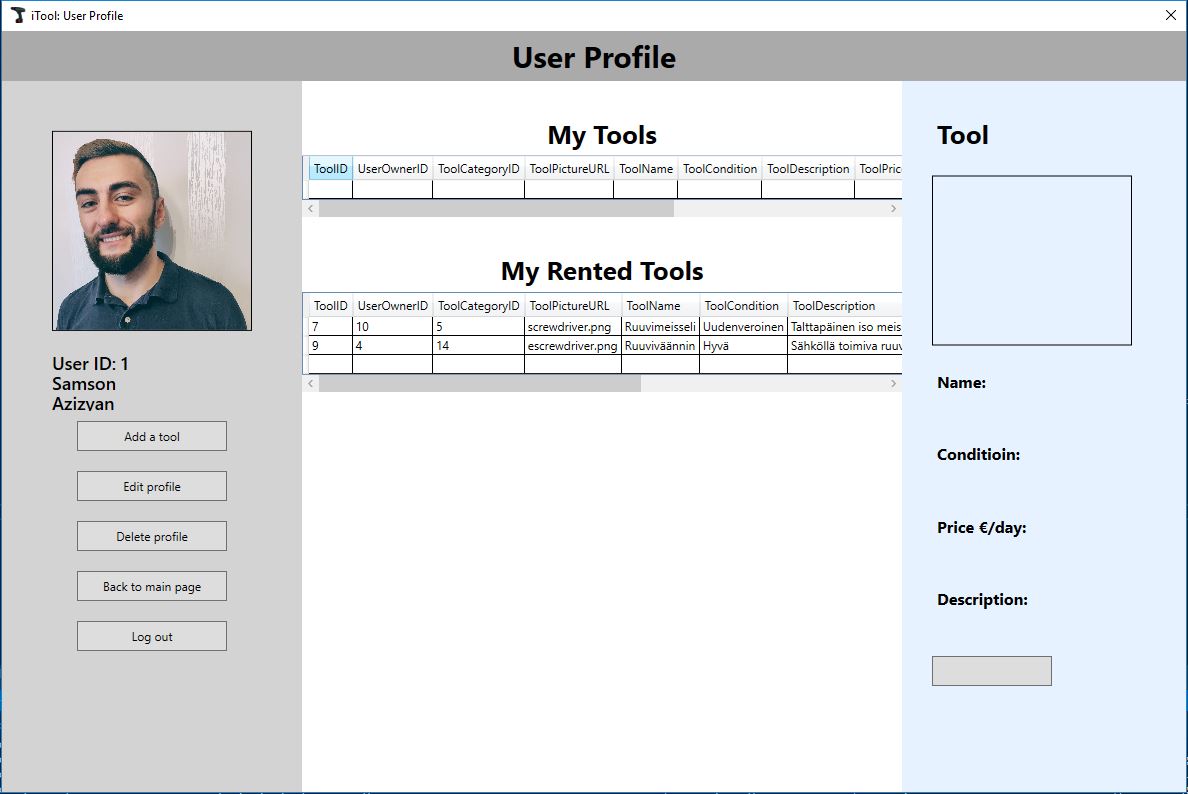 iTool: User Profile
User Profile
User ID: 1
Samson
Azizyan
Add a tool
Edit profile
Delete profile
Back to main page
Log out
My Tools
ToolID UserOwnerID ToolCategoryID ToolPictureURL ToolName ToolCondition ToolDescription ToolPric
My Rented Tools
ToolID UserOwnerID ToolCategoryID ToolPictureURL ToolName ToolCondition ToolDescription
7 10 5 screwdriver.png Ruuvimeisseli Uudenveroinen Talttapäinen iso meis
9 4 14 escrewdriver.png Ruuviväännin Hyvä Sähköllä toimiva ruuv
Tool
Name:
Conditioin:
Price €/day:
Description: